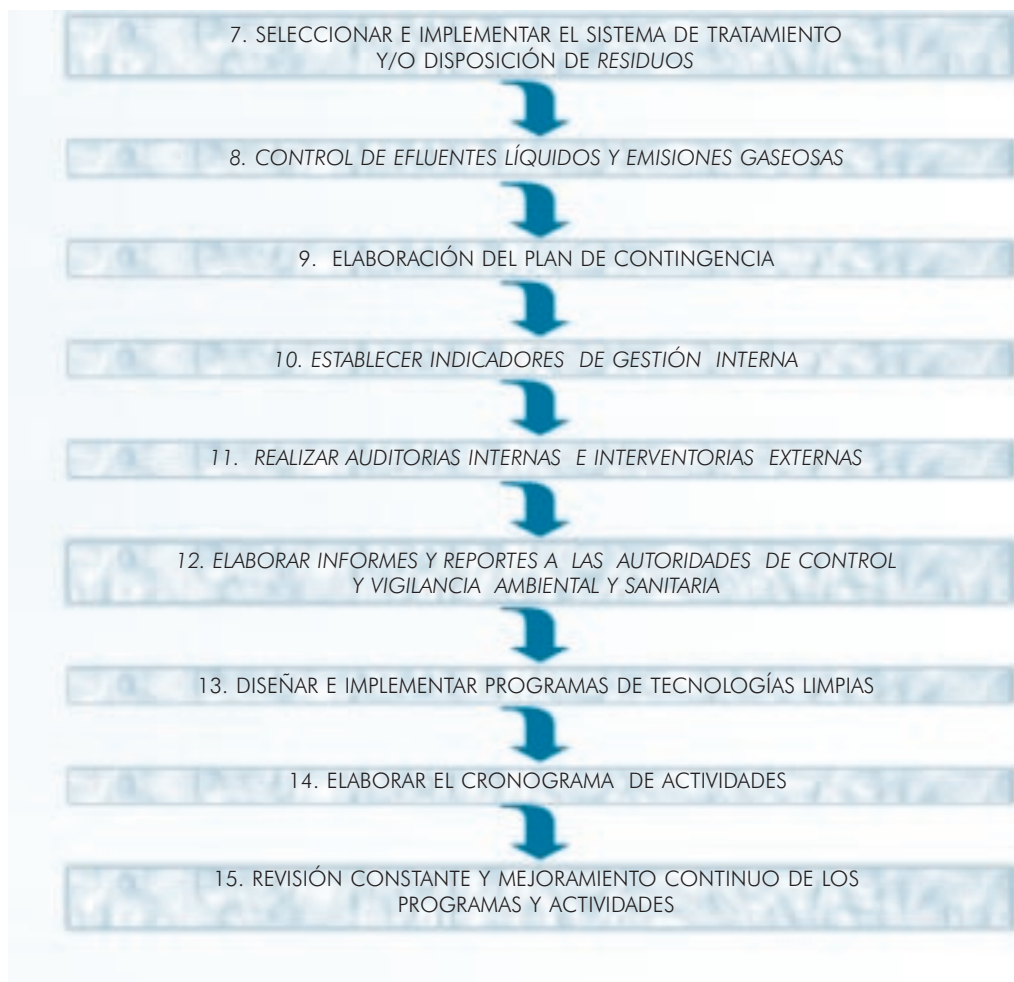 7. SELECCIONAR E IMPLEMENTAR EL SISTEMA DE TRATAMIENTO
Y/O DISPOSICIÓN DE RESIDUOS
8. CONTROL DE EFLUENTES LÍQUIDOS Y EMISIONES GASEOSAS
9. ELABORACIÓN DEL PLAN DE CONTINGENCIA
10. ESTABLECER INDICADORES DE GESTIÓN INTERNA
11. REALIZAR AUDITORIAS INTERNAS E INTERVENTORIAS EXTERNAS
12. ELABORAR INFORMES Y REPORTES A LAS AUTORIDADES DE CONTROL
Y VIGILANCIA AMBIENTAL Y SANITARIA
13. DISEÑAR E IMPLEMENTAR PROGRAMAS DE TECNOLOGÍAS LIMPIAS
14. ELABORAR EL CRONOGRAMA DE ACTIVIDADES
15. REVISIÓN CONSTANTE Y MEJORAMIENTO CONTINUO DE LOS
PROGRAMAS Y ACTIVIDADES